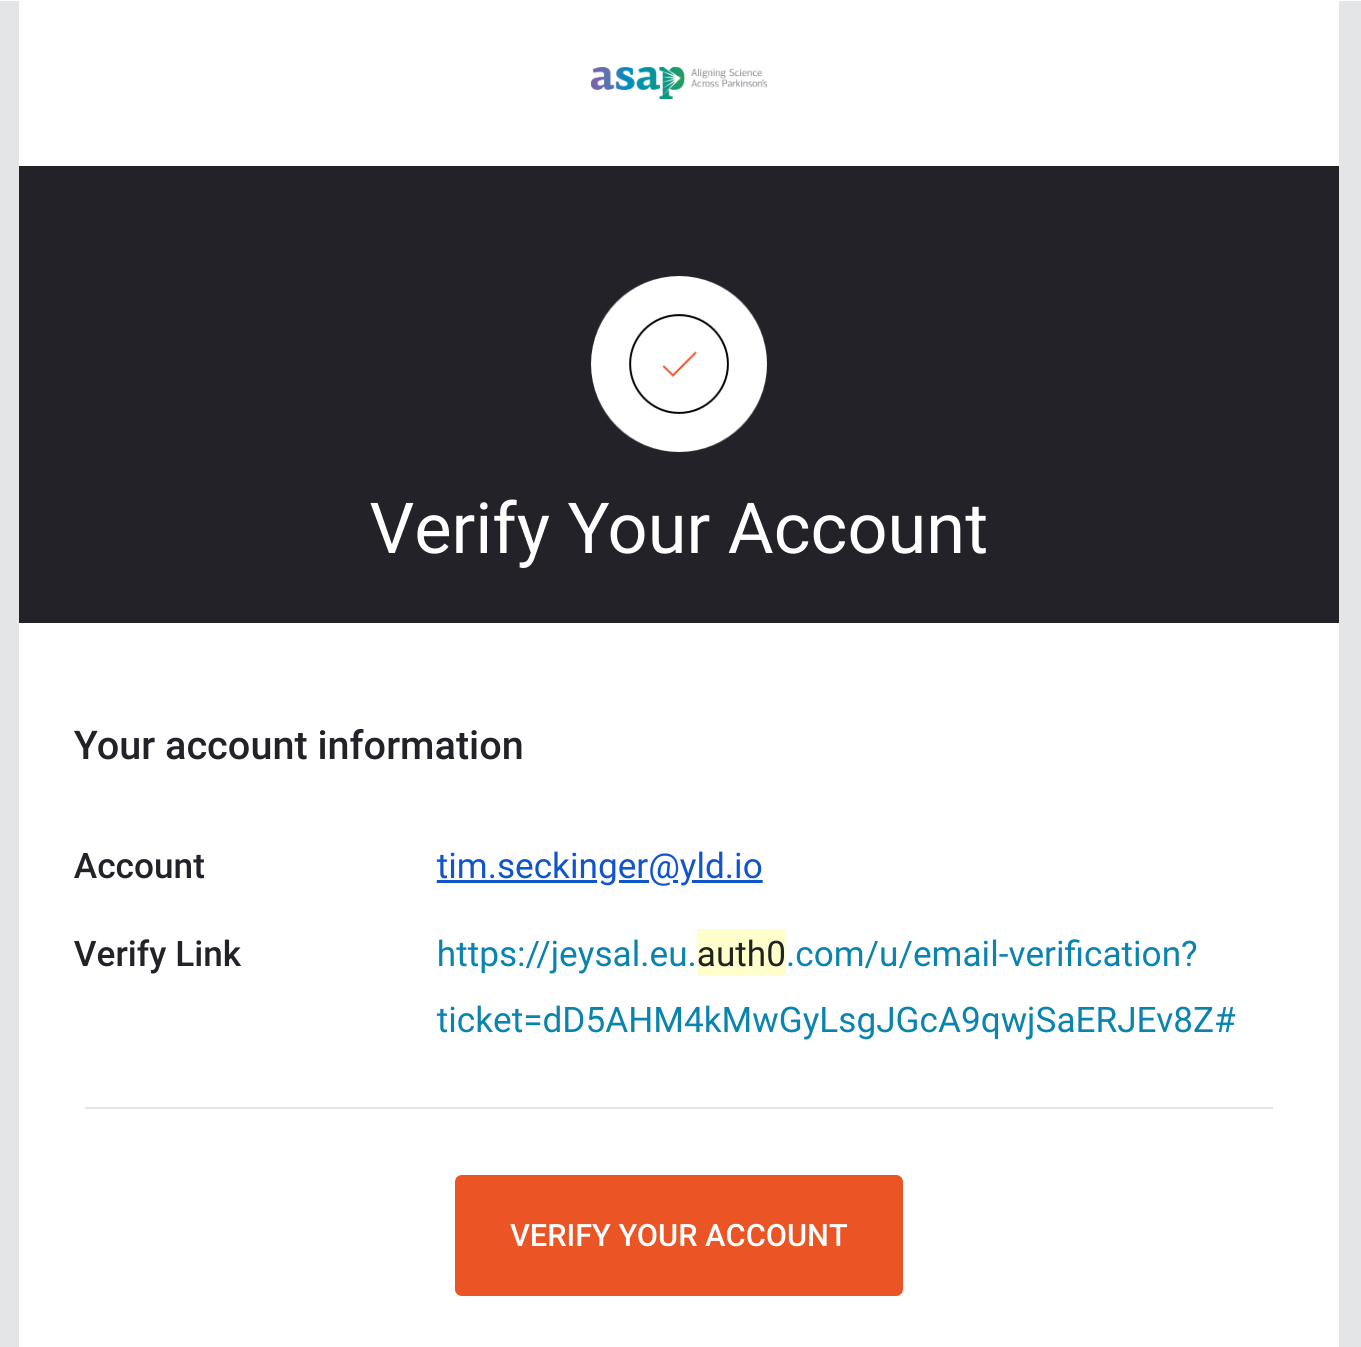 asap Aligning Science
Across Parkinson's
Verify Your Account
Your account information
Account tim.seckinger@yld.io
Verify Link https://jeysal.eu.auth0.com/u/email-verification?
ticket=dD5AHM4kMwGyLsgJGcA9qwjSaERJEv8Z#
VERIFY YOUR ACCOUNT